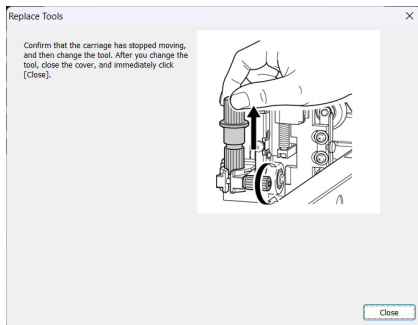 Replace Tools
Confirm that the carriage has stopped moving,
and then change the tool. After you change the
tool, close the cover, and immediately click
[Close].
Close